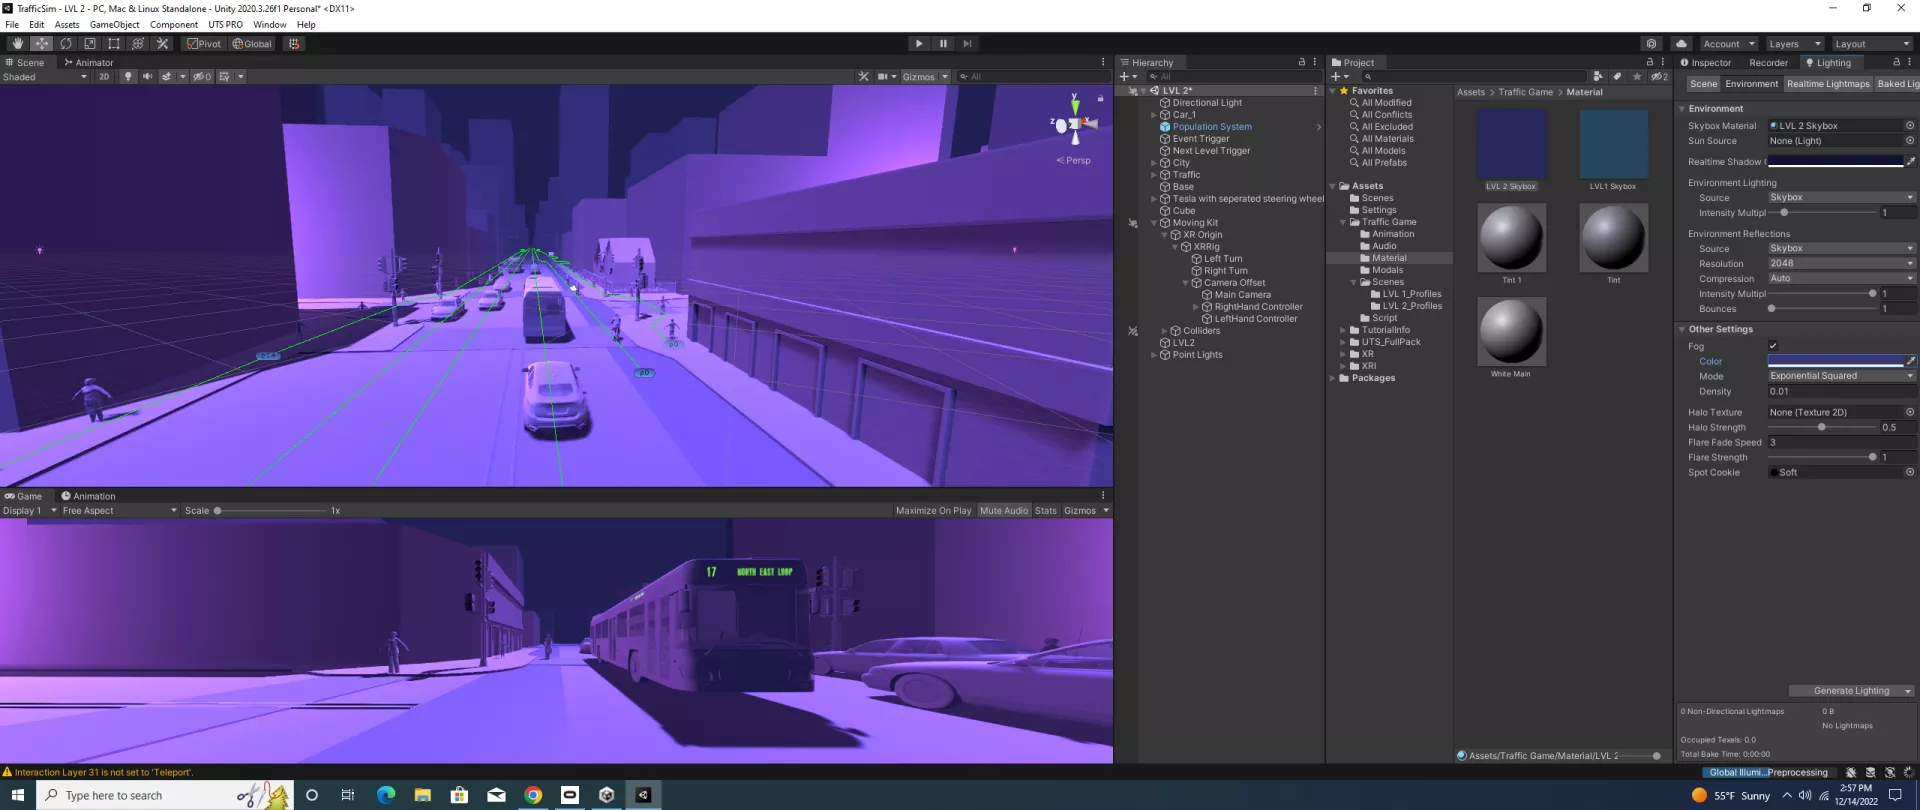 TrafficSim - LVL 2 - PC, Mac & Linux Standalone - Unity 2020.3.26f1 Personal* <DX11>
File Edit Assets GameObject Component UTS PRO Window Help
Pivot Global
Account Layers Layout
Scene Animator
Shaded 2D 0 Gizmos All
y
z x
Persp
p0
p0
Game Animation
Display 1 Free Aspect Scale 1x Maximize On Play Mute Audio Stats Gizmos
17 NORTH EAST LOOP
Interaction Layer 31 is not set to 'Teleport'.
Hierarchy
All
LVL 2*
Directional Light
Car_1
Population System
Event Trigger
Next Level Trigger
City
Traffic
Base
Tesla with seperated steering wheel
Cube
Moving Kit
XR Origin
XRRig
Left Turn
Right Turn
Camera Offset
Main Camera
RightHand Controller
LeftHand Controller
Colliders
LVL2
Point Lights
Project
2
Favorites
All Modified
All Conflicts
All Excluded
All Materials
All Models
All Prefabs
Assets
Scenes
Settings
Traffic Game
Animation
Audio
Material
Modals
Scenes
LVL 1_Profiles
LVL 2_Profiles
Script
TutorialInfo
UTS_FullPack
XR
XRI
Packages
Assets > Traffic Game > Material
LVL 2 Skybox LVL1 Skybox
Tint 1 Tint
White Main
Assets/Traffic Game/Material/LVL 2
Inspector Recorder Lighting
Scene Environment Realtime Lightmaps Baked Lig
Environment
Skybox Material LVL 2 Skybox
Sun Source None (Light)
Realtime Shadow
Environment Lighting
Source Skybox
Intensity Multipl 1
Environment Reflections
Source Skybox
Resolution 2048
Compression Auto
Intensity Multipl 1
Bounces 1
Other Settings
Fog
Color
Mode Exponential Squared
Density 0.01
Halo Texture None (Texture 2D)
Halo Strength 0.5
Flare Fade Speed 3
Flare Strength 1
Spot Cookie Soft
Generate Lighting
0 Non-Directional Lightmaps 0 B
No Lightmaps
Occupied Texels: 0.0
Total Bake Time: 0:00:00
Global Illumi... Preprocessing
Type here to search
55°F Sunny
2:57 PM
12/14/2022